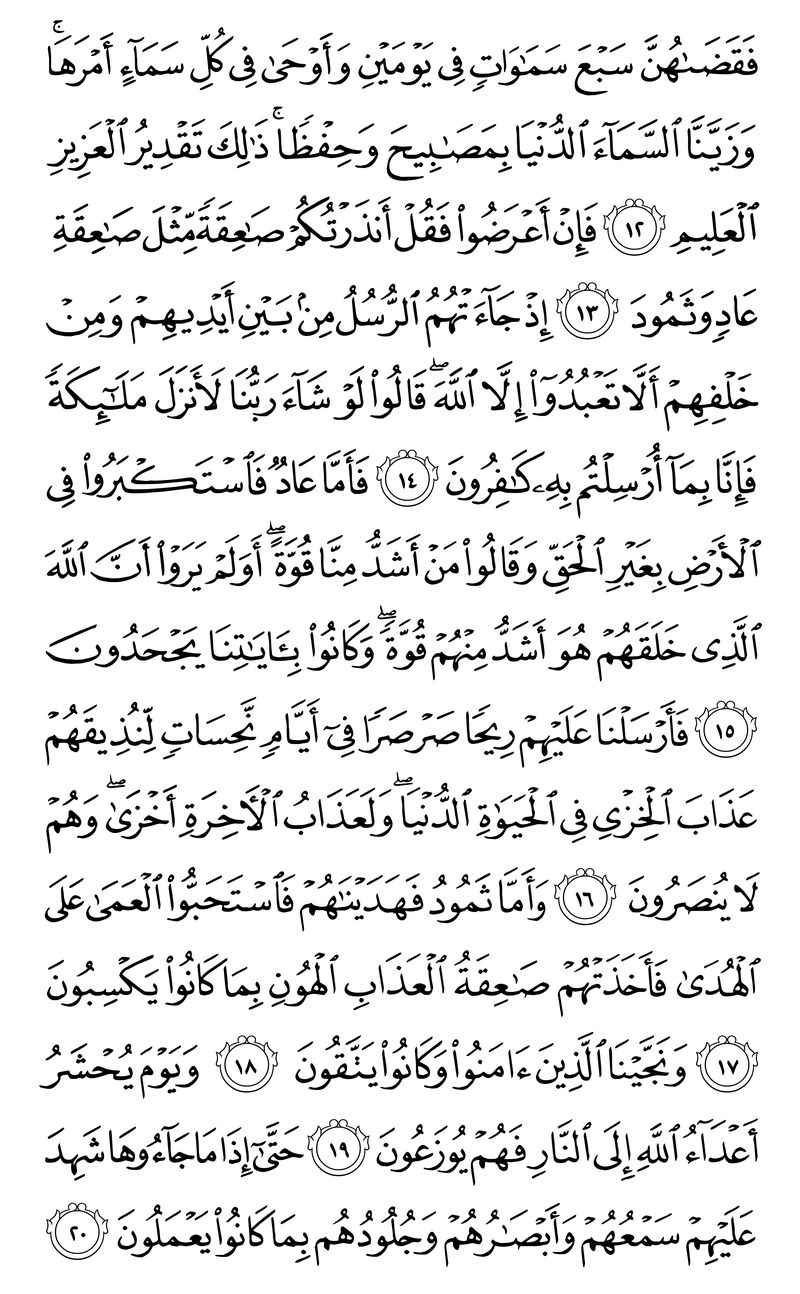 فَقَضَىٰهُنَّ سَبْعَ سَمَٰوَاتٖ فِي يَوۡمَيۡنِ وَأَوۡحَىٰ فِي كُلِّ سَمَآءٍ أَمۡرَهَاۚ
وَزَيَّنَّا ٱلسَّمَآءَ ٱلدُّنۡيَا بِمَصَٰبِيحَ وَحِفۡظٗاۚ ذَٰلِكَ تَقۡدِيرُ ٱلۡعَزِيزِ
ٱلۡعَلِيمِ ١٢ فَإِنۡ أَعۡرَضُواْ فَقُلۡ أَنذَرۡتُكُمۡ صَٰعِقَةٗ مِّثۡلَ صَٰعِقَةِ
عَادٖ وَثَمُودَ ١٣ إِذۡ جَآءَتۡهُمُ ٱلرُّسُلُ مِنۢ بَيۡنِ أَيۡدِيهِمۡ وَمِنۡ
خَلۡفِهِمۡ أَلَّا تَعۡبُدُوٓاْ إِلَّا ٱللَّهَۖ قَالُواْ لَوۡ شَآءَ رَبُّنَا لَأَنزَلَ مَلَٰٓئِكَةٗ
فَإِنَّا بِمَآ أُرۡسِلۡتُم بِهِۦ كَٰفِرُونَ ١٤ فَأَمَّا عَادٞ فَٱسۡتَكۡبَرُواْ فِي
ٱلۡأَرۡضِ بِغَيۡرِ ٱلۡحَقِّ وَقَالُواْ مَنۡ أَشَدُّ مِنَّا قُوَّةًۖ أَوَلَمۡ يَرَوۡاْ أَنَّ ٱللَّهَ
ٱلَّذِي خَلَقَهُمۡ هُوَ أَشَدُّ مِنۡهُمۡ قُوَّةٗۖ وَكَانُواْ بِـَٔايَٰتِنَا يَجۡحَدُونَ
١٥ فَأَرۡسَلۡنَا عَلَيۡهِمۡ رِيحٗا صَرۡصَرٗا فِيٓ أَيَّامٖ نَّحِسَاتٖ لِّنُذِيقَهُمۡ
عَذَابَ ٱلۡخِزۡيِ فِي ٱلۡحَيَوٰةِ ٱلدُّنۡيَاۖ وَلَعَذَابُ ٱلۡأٓخِرَةِ أَخۡزَىٰۖ وَهُمۡ
لَا يُنصَرُونَ ١٦ وَأَمَّا ثَمُودُ فَهَدَيۡنَٰهُمۡ فَٱسۡتَحَبُّواْ ٱلۡعَمَىٰ عَلَى
ٱلۡهُدَىٰ فَأَخَذَتۡهُمۡ صَٰعِقَةُ ٱلۡعَذَابِ ٱلۡهُونِ بِمَا كَانُواْ يَكۡسِبُونَ
١٧ وَنَجَّيۡنَا ٱلَّذِينَ ءَامَنُواْ وَكَانُواْ يَتَّقُونَ ١٨ وَيَوۡمَ يُحۡشَرُ
أَعۡدَآءُ ٱللَّهِ إِلَى ٱلنَّارِ فَهُمۡ يُوزَعُونَ ١٩ حَتَّىٰٓ إِذَا مَا جَآءُوهَا شَهِدَ
عَلَيۡهِمۡ سَمۡعُهُمۡ وَأَبۡصَٰرُهُمۡ وَجُلُودُهُم بِمَا كَانُواْ يَعۡمَلُونَ ٢٠